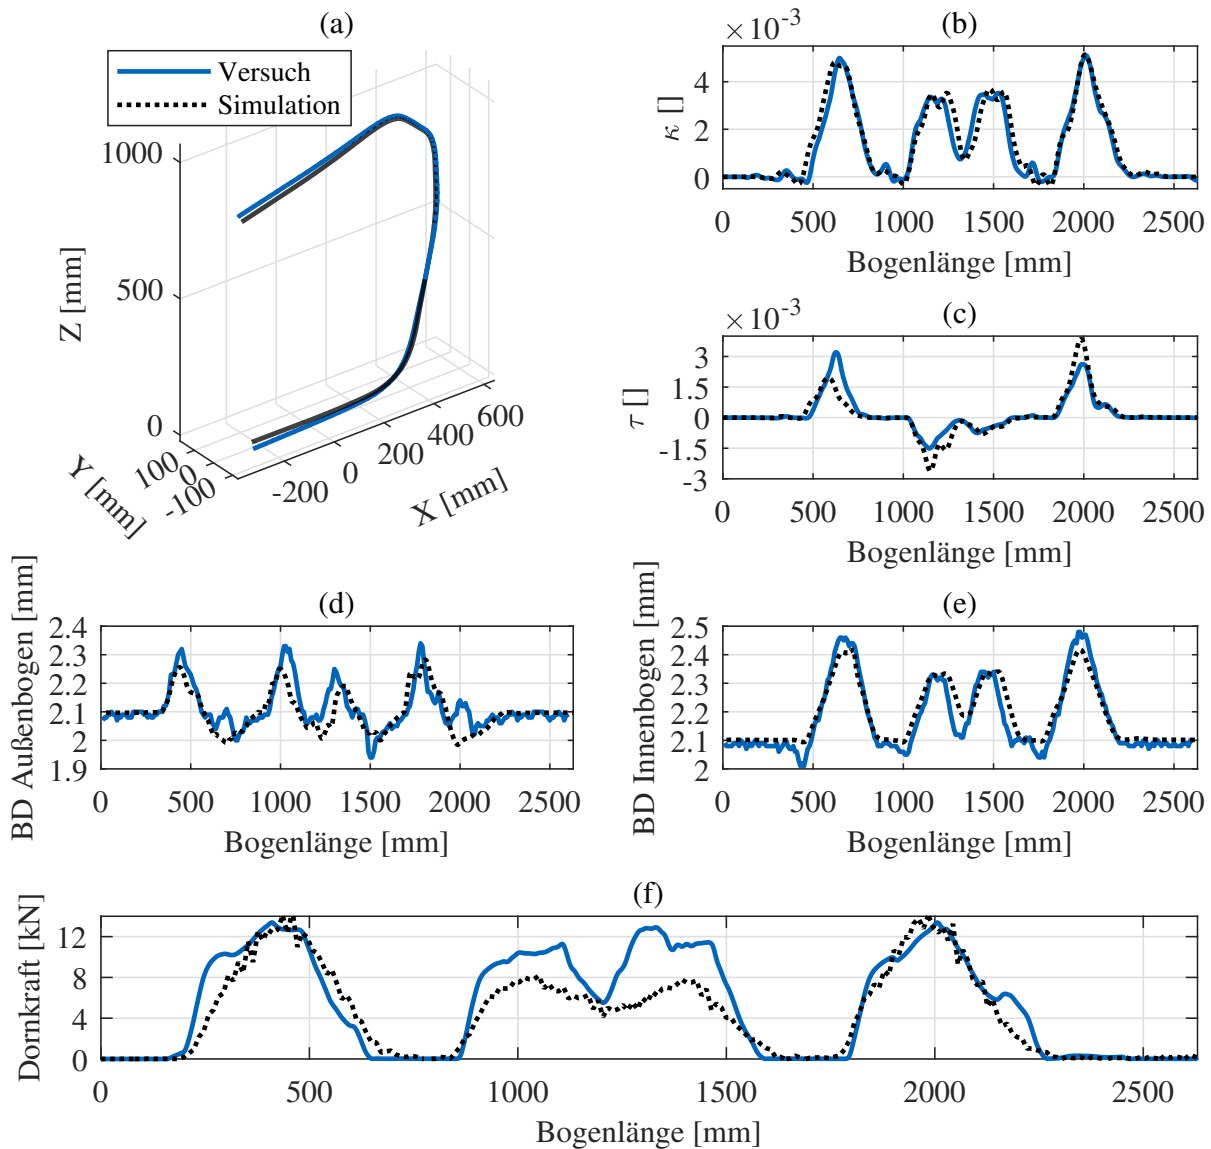 (a)
Versuch
Simulation
1000
500
0
Z [mm]
100
0
-100
Y [mm]
-200
0
200
400
600
X [mm]
×10⁻³
(b)
4
2
0
κ []
0 500 1000 1500 2000 2500
Bogenlänge [mm]
×10⁻³
(c)
3
1.5
0
-1.5
-3
τ []
0 500 1000 1500 2000 2500
Bogenlänge [mm]
(d)
2.4
2.3
2.2
2.1
2
1.9
BD Außenbogen [mm]
0 500 1000 1500 2000 2500
Bogenlänge [mm]
(e)
2.5
2.4
2.3
2.2
2.1
2
BD Innenbogen [mm]
0 500 1000 1500 2000 2500
Bogenlänge [mm]
(f)
12
8
4
0
Dornkraft [kN]
0 500 1000 1500 2000 2500
Bogenlänge [mm]